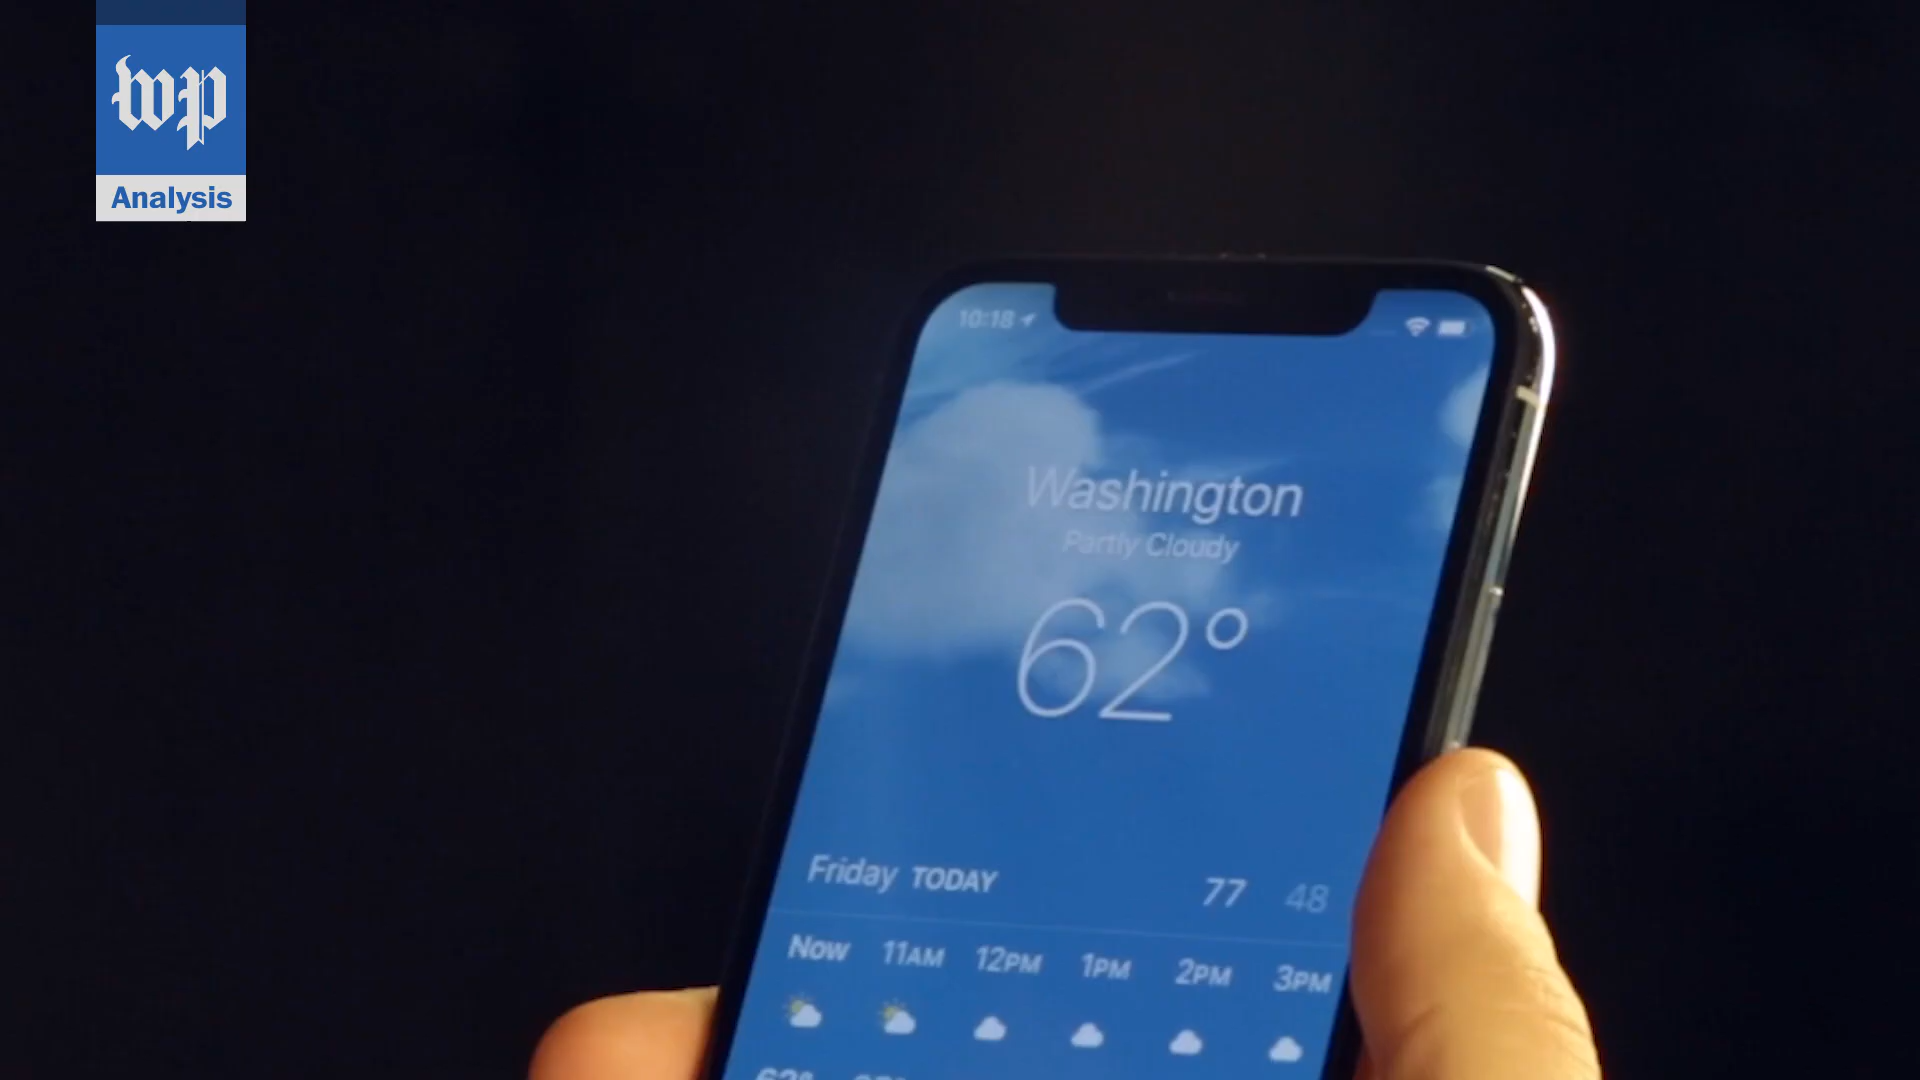 wp
Analysis
10:18
Washington
Partly Cloudy
62°
Friday TODAY 77 48
Now 11AM 12PM 1PM 2PM 3PM